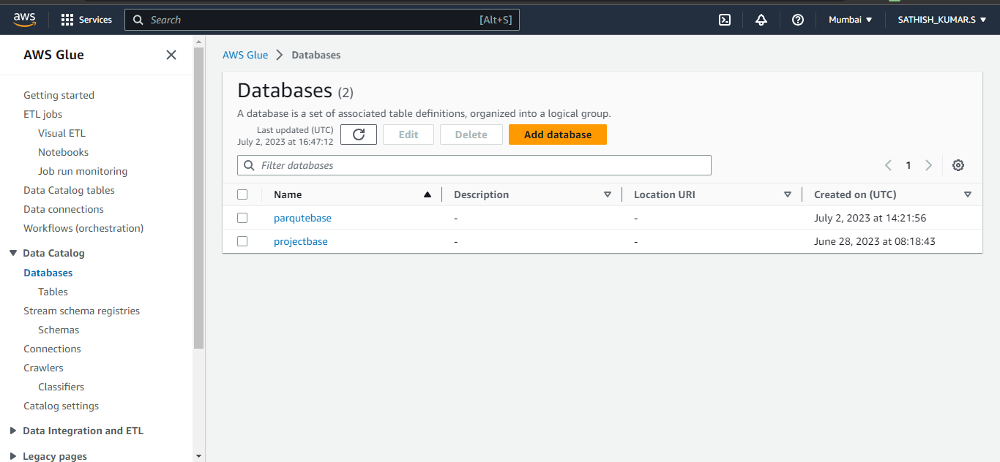 aws Services Search [Alt+S] Mumbai SATHISH_KUMAR.S
AWS Glue
Getting started
ETL jobs
Visual ETL
Notebooks
Job run monitoring
Data Catalog tables
Data connections
Workflows (orchestration)
Data Catalog
Databases
Tables
Stream schema registries
Schemas
Connections
Crawlers
Classifiers
Catalog settings
Data Integration and ETL
Legacy pages
AWS Glue Databases
Databases (2)
A database is a set of associated table definitions, organized into a logical group.
Last updated (UTC)
July 2, 2023 at 16:47:12
Edit Delete Add database
Filter databases 1
Name Description Location URI Created on (UTC)
parqutebase - - July 2, 2023 at 14:21:56
projectbase - - June 28, 2023 at 08:18:43